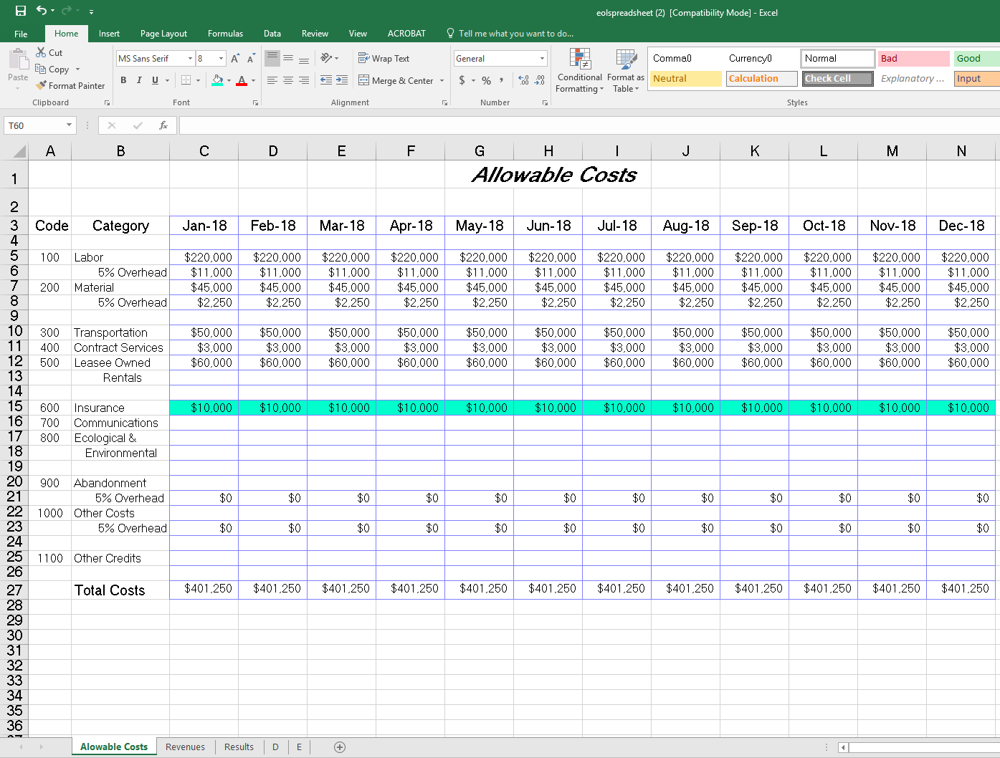 eolspreadsheet (2)  [Compatibility Mode] - Excel
File Home Insert Page Layout Formulas Data Review View ACROBAT Tell me what you want to do...
Paste Cut Copy Format Painter Clipboard
MS Sans Serif 8 A A B I U A Font
Wrap Text Merge & Center Alignment
General $ % , .0 .00 .00 .0 Number
Conditional Formatting Format as Table
Comma0 Currency0 Normal Bad Good
Neutral Calculation Check Cell Explanatory ... Input
Styles
T60 fx
A B C D E F G H I J K L M N
1 Allowable Costs
2
3 Code Category Jan-18 Feb-18 Mar-18 Apr-18 May-18 Jun-18 Jul-18 Aug-18 Sep-18 Oct-18 Nov-18 Dec-18
4
5 100 Labor $220,000 $220,000 $220,000 $220,000 $220,000 $220,000 $220,000 $220,000 $220,000 $220,000 $220,000 $220,000
6 5% Overhead $11,000 $11,000 $11,000 $11,000 $11,000 $11,000 $11,000 $11,000 $11,000 $11,000 $11,000 $11,000
7 200 Material $45,000 $45,000 $45,000 $45,000 $45,000 $45,000 $45,000 $45,000 $45,000 $45,000 $45,000 $45,000
8 5% Overhead $2,250 $2,250 $2,250 $2,250 $2,250 $2,250 $2,250 $2,250 $2,250 $2,250 $2,250 $2,250
9
10 300 Transportation $50,000 $50,000 $50,000 $50,000 $50,000 $50,000 $50,000 $50,000 $50,000 $50,000 $50,000 $50,000
11 400 Contract Services $3,000 $3,000 $3,000 $3,000 $3,000 $3,000 $3,000 $3,000 $3,000 $3,000 $3,000 $3,000
12 500 Leasee Owned $60,000 $60,000 $60,000 $60,000 $60,000 $60,000 $60,000 $60,000 $60,000 $60,000 $60,000 $60,000
13 Rentals
14
15 600 Insurance $10,000 $10,000 $10,000 $10,000 $10,000 $10,000 $10,000 $10,000 $10,000 $10,000 $10,000 $10,000
16 700 Communications
17 800 Ecological &
18 Environmental
19
20 900 Abandonment
21 5% Overhead $0 $0 $0 $0 $0 $0 $0 $0 $0 $0 $0 $0
22 1000 Other Costs
23 5% Overhead $0 $0 $0 $0 $0 $0 $0 $0 $0 $0 $0 $0
24
25 1100 Other Credits
26
27 Total Costs $401,250 $401,250 $401,250 $401,250 $401,250 $401,250 $401,250 $401,250 $401,250 $401,250 $401,250 $401,250
28
29
30
31
32
33
34
35
36
Alowable Costs Revenues Results D E